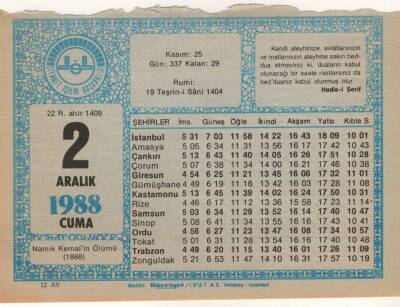 Kasım: 25
Gün: 337 Kalan: 29
Rumi:
19 Teşrin-i Sâni 1404
Kendi aleyhinize, evlatlarınızın
ve mallarınızın aleyhine sakın bed-
dua etmeyiniz ki, duaların kabul
olunacağı bir saate rastlarsınız da
bed'duanız kabul olunmuş olur.
Hadis-i Şerif
22 R. ahir 1409
2
ARALIK
1988
CUMA
Namık Kemal'in Ölümü
(1888)
ŞEHİRLER İms. Güneş Öğle İkindi Akşam Yatsı Kıble S.
İstanbul 5 31 7 03 11 58 14 22 16 43 18 09 10 01
Amasya 5 05 6 34 11 31 13 56 16 17 17 42 10 43
Çankırı 5 13 6 43 11 40 14 05 16 26 17 51 10 28
Çorum 5 07 6 38 11 34 14 00 16 21 17 46 10 38
Giresun 4 54 6 25 11 21 13 45 16 06 17 32 11 01
Gümüşhane 4 49 6 19 11 16 13 42 16 03 17 28 11 08
Kastamonu 5 13 6 45 11 39 14 02 16 24 17 50 10 31
Rize 4 46 6 17 11 12 13 36 15 58 17 23 11 14
Samsun 5 03 6 34 11 29 13 52 16 14 17 40 10 47
Sinop 5 08 6 41 11 34 13 55 16 17 17 44 10 40
Ordu 4 56 6 27 11 23 13 47 16 08 17 34 10 57
Tokat 5 01 6 31 11 28 13 54 16 16 17 40 10 48
Trabzon 4 49 6 20 11 15 13 40 16 01 17 26 11 09
Zonguldak 5 21 6 53 11 47 14 10 16 31 17 57 10 19
12 AY
BASKI: A.Ş. Sefaköy - İstanbul